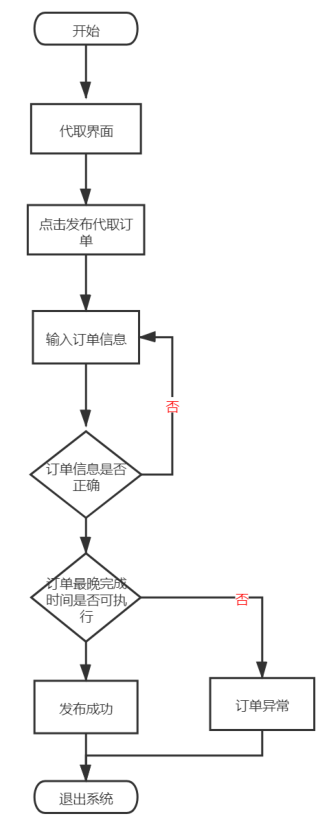 开始
代取界面
点击发布代取订
单
输入订单信息
否
订单信息是否
正确
订单最晚完成
时间是否可执
行
否
发布成功
订单异常
退出系统